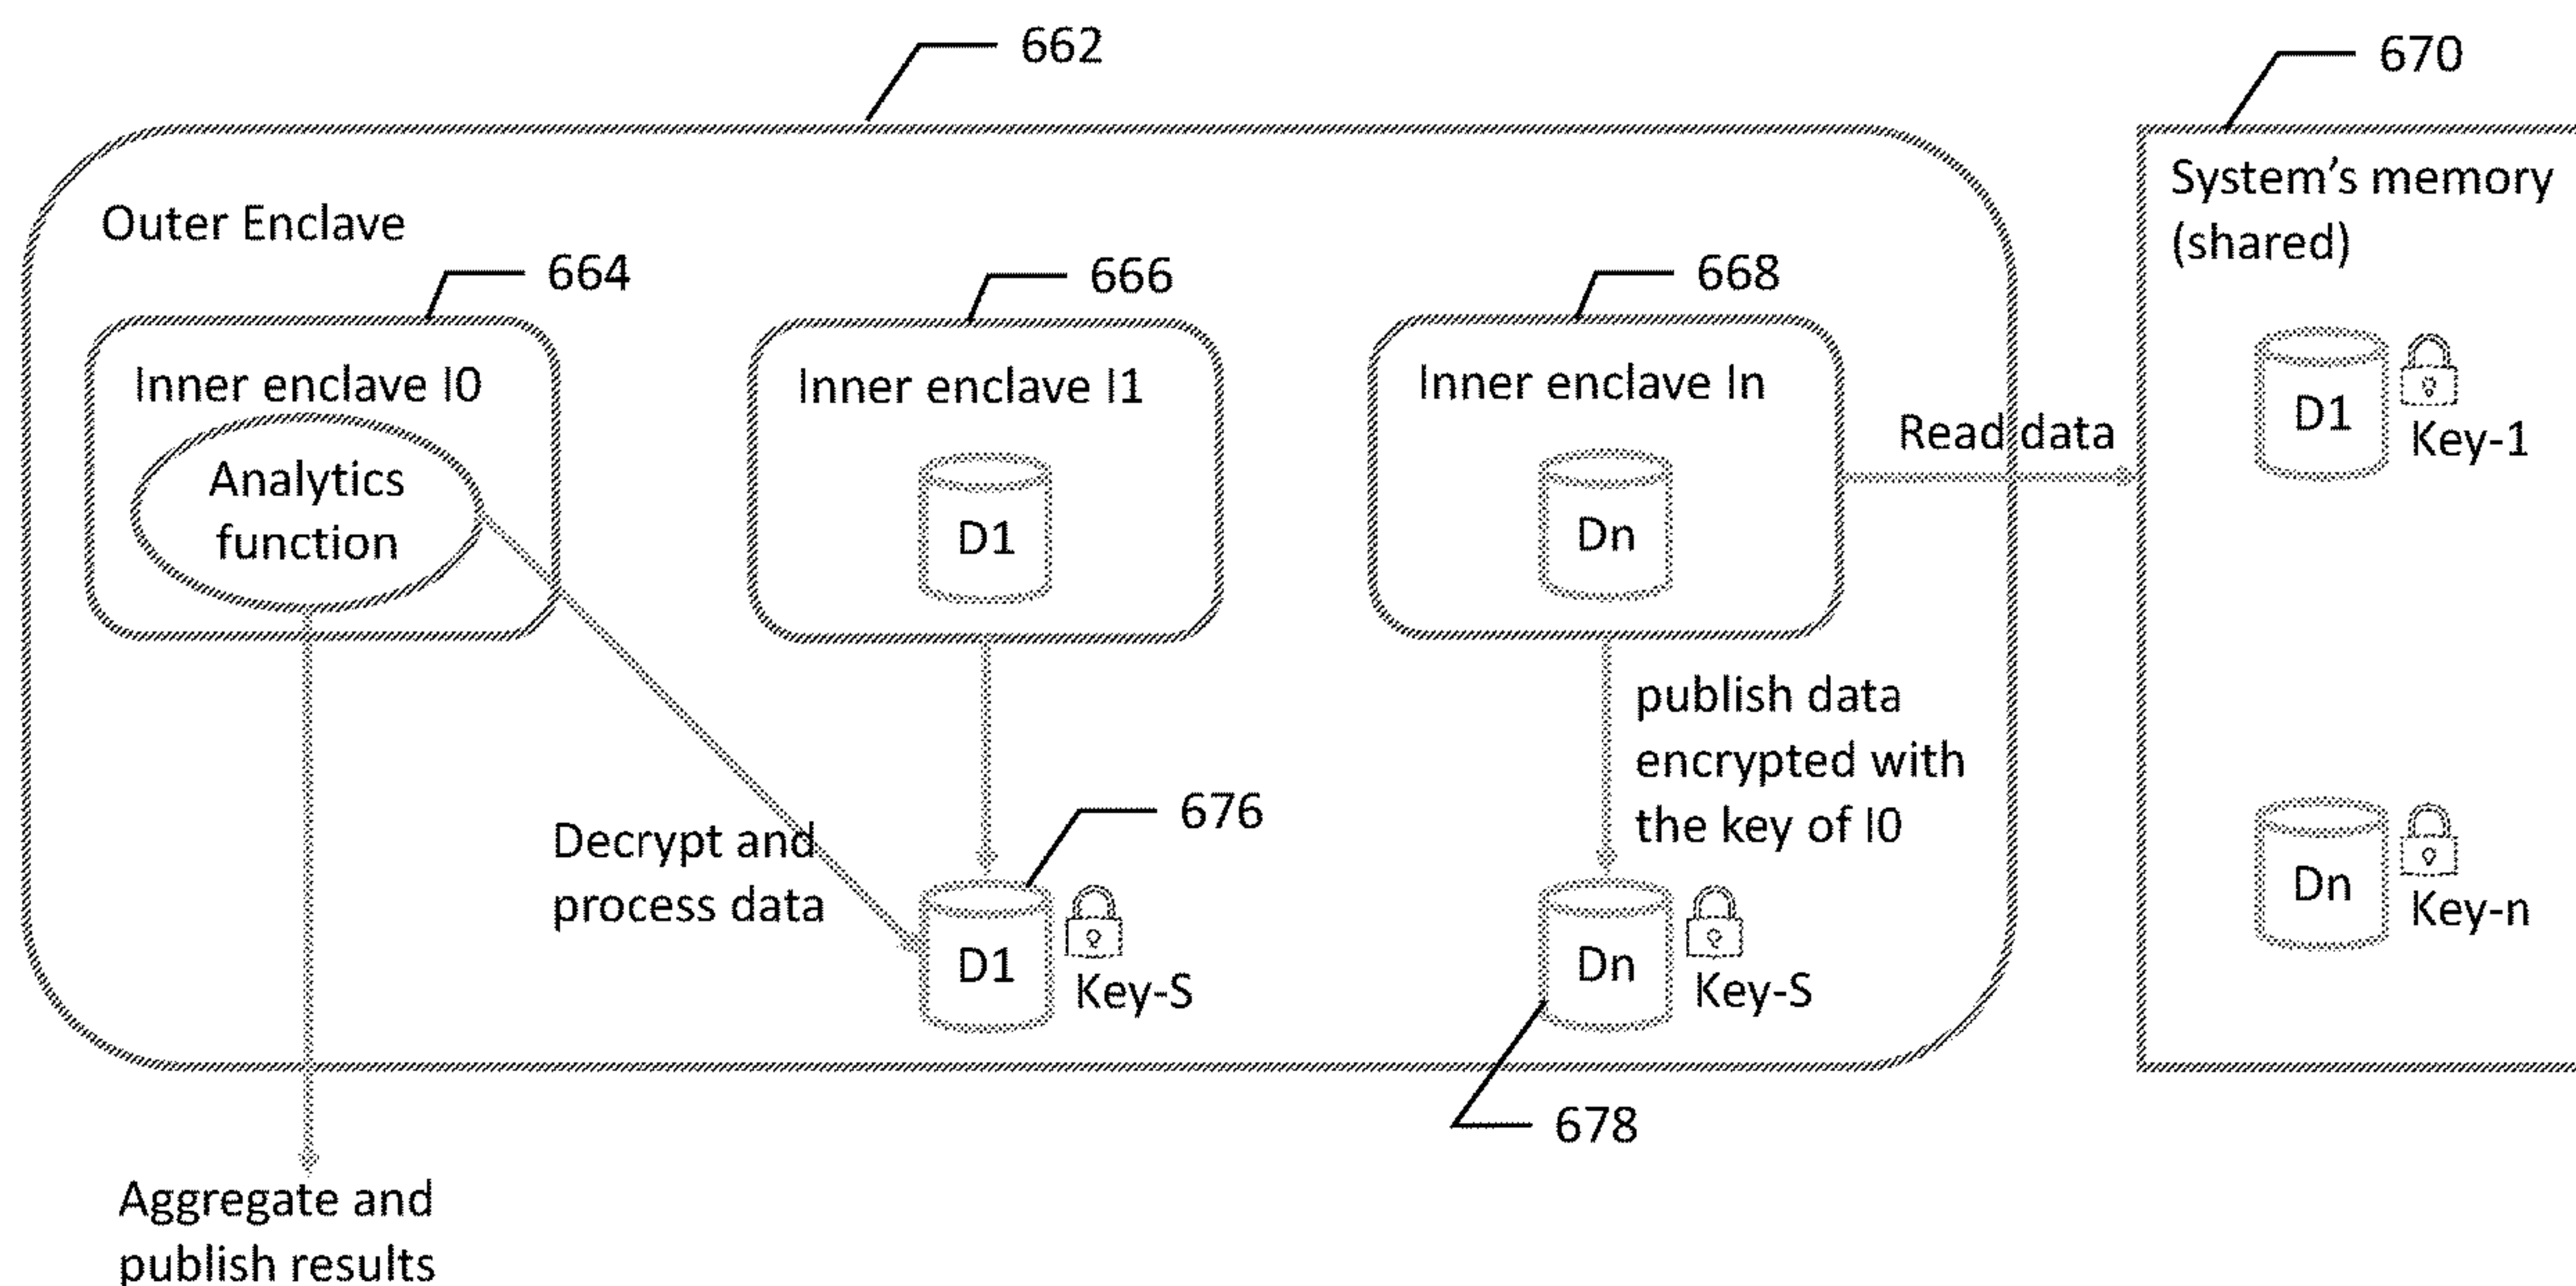 662
670
System's memory
(shared)
Outer Enclave
664
666
668
Inner enclave I0
Inner enclave I1
Inner enclave In
Analytics
function
D1
Dn
Read data
D1
Key-1
publish data
encrypted with
the key of I0
676
Decrypt and
process data
D1
Key-S
Dn
Key-S
Dn
Key-n
678
Aggregate and
publish results